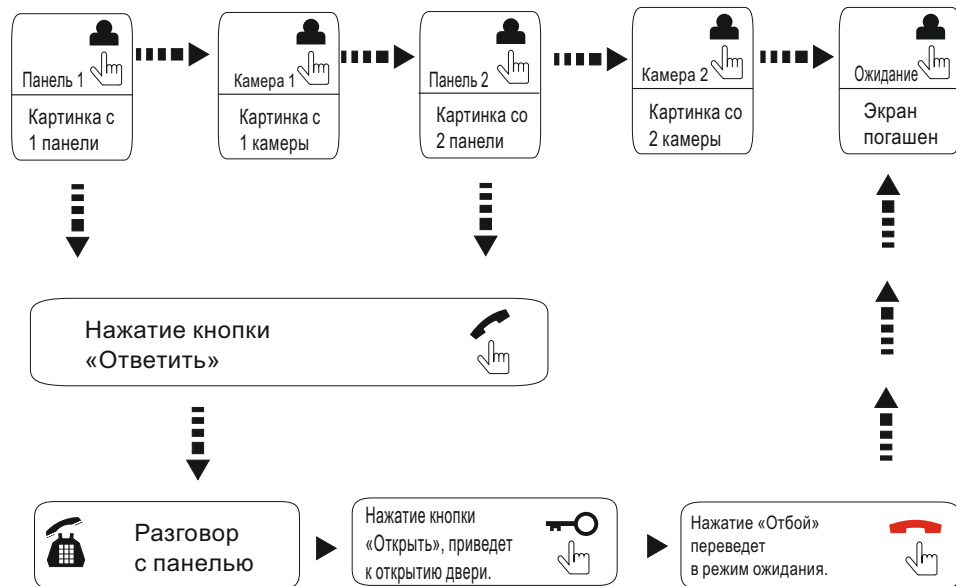 Панель 1
Картинка с
1 панели
Камера 1
Картинка с
1 камеры
Панель 2
Картинка со
2 панели
Камера 2
Картинка со
2 камеры
Ожидание
Экран
погашен
Нажатие кнопки
«Ответить»
Разговор
с панелью
Нажатие кнопки
«Открыть», приведет
к открытию двери.
Нажатие «Отбой»
переведет
в режим ожидания.